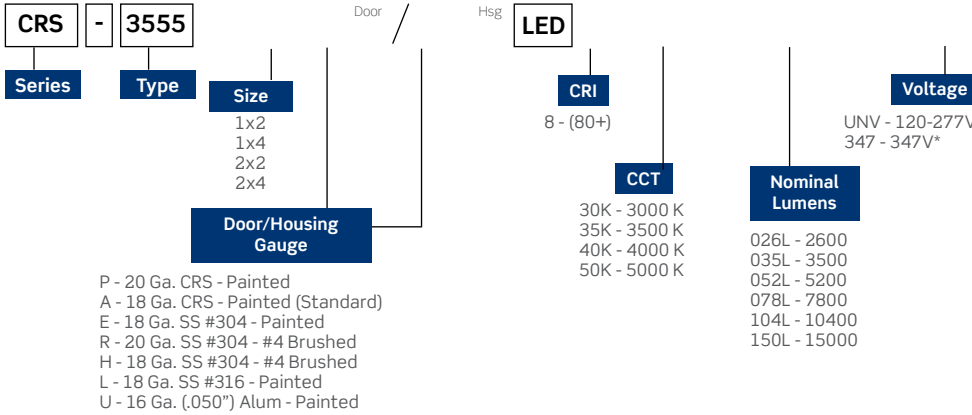 Door / Hsg
CRS - 3555 LED
Series
Type
Size
1x2
1x4
2x2
2x4
Door/Housing
Gauge
P - 20 Ga. CRS - Painted
A - 18 Ga. CRS - Painted (Standard)
E - 18 Ga. SS #304 - Painted
R - 20 Ga. SS #304 - #4 Brushed
H - 18 Ga. SS #304 - #4 Brushed
L - 18 Ga. SS #316 - Painted
U - 16 Ga. (.050”) Alum - Painted
CRI
8 - (80+)
CCT
30K - 3000 K
35K - 3500 K
40K - 4000 K
50K - 5000 K
Nominal
Lumens
026L - 2600
035L - 3500
052L - 5200
078L - 7800
104L - 10400
150L - 15000
Voltage
UNV - 120-277V
347 - 347V*